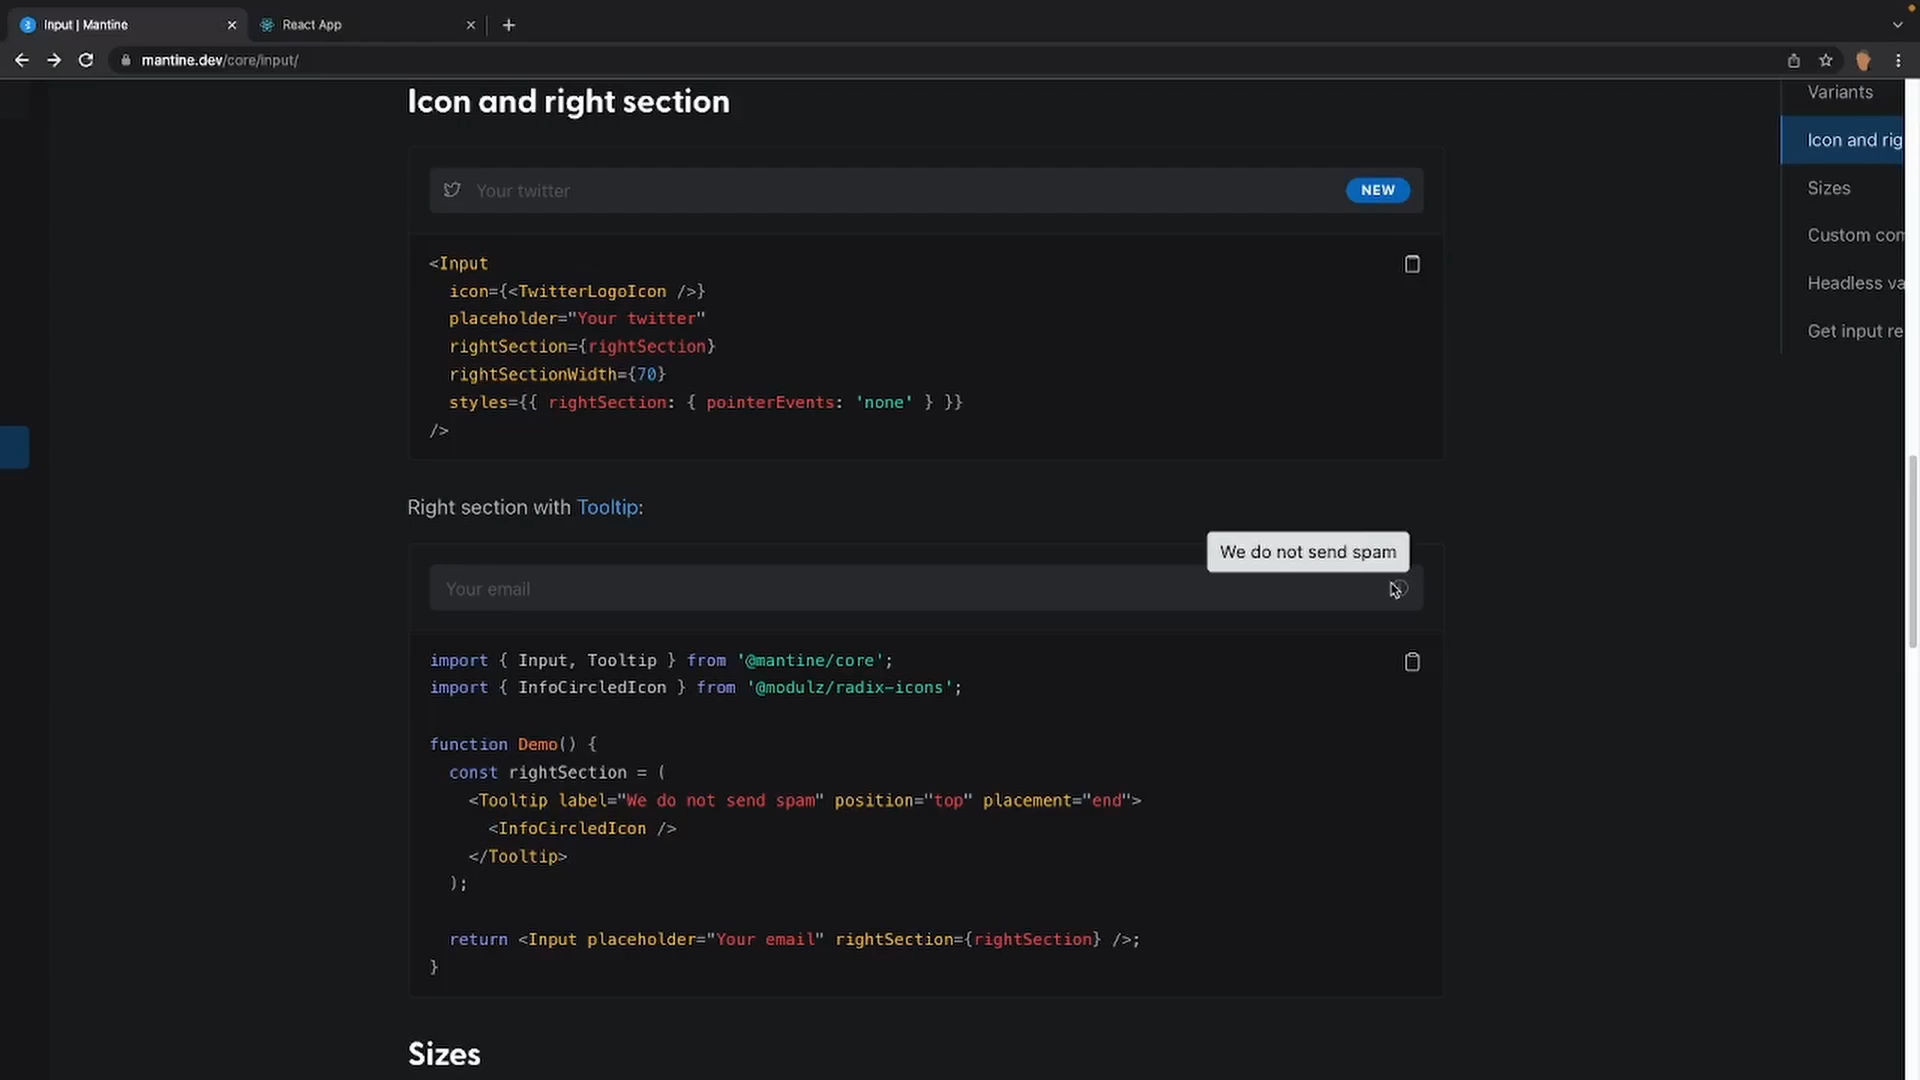 Input | Mantine
React App
mantine.dev/core/input/
Icon and right section
Your twitter
NEW
<Input
icon={<TwitterLogoIcon />}
placeholder="Your twitter"
rightSection={rightSection}
rightSectionWidth={70}
styles={{ rightSection: { pointerEvents: 'none' } }}
/>
Right section with Tooltip:
We do not send spam
Your email
import { Input, Tooltip } from '@mantine/core';
import { InfoCircledIcon } from '@modulz/radix-icons';
function Demo() {
const rightSection = (
<Tooltip label="We do not send spam" position="top" placement="end">
<InfoCircledIcon />
</Tooltip>
);
return <Input placeholder="Your email" rightSection={rightSection} />;
}
Sizes
Variants
Icon and rig
Sizes
Custom com
Headless va
Get input re